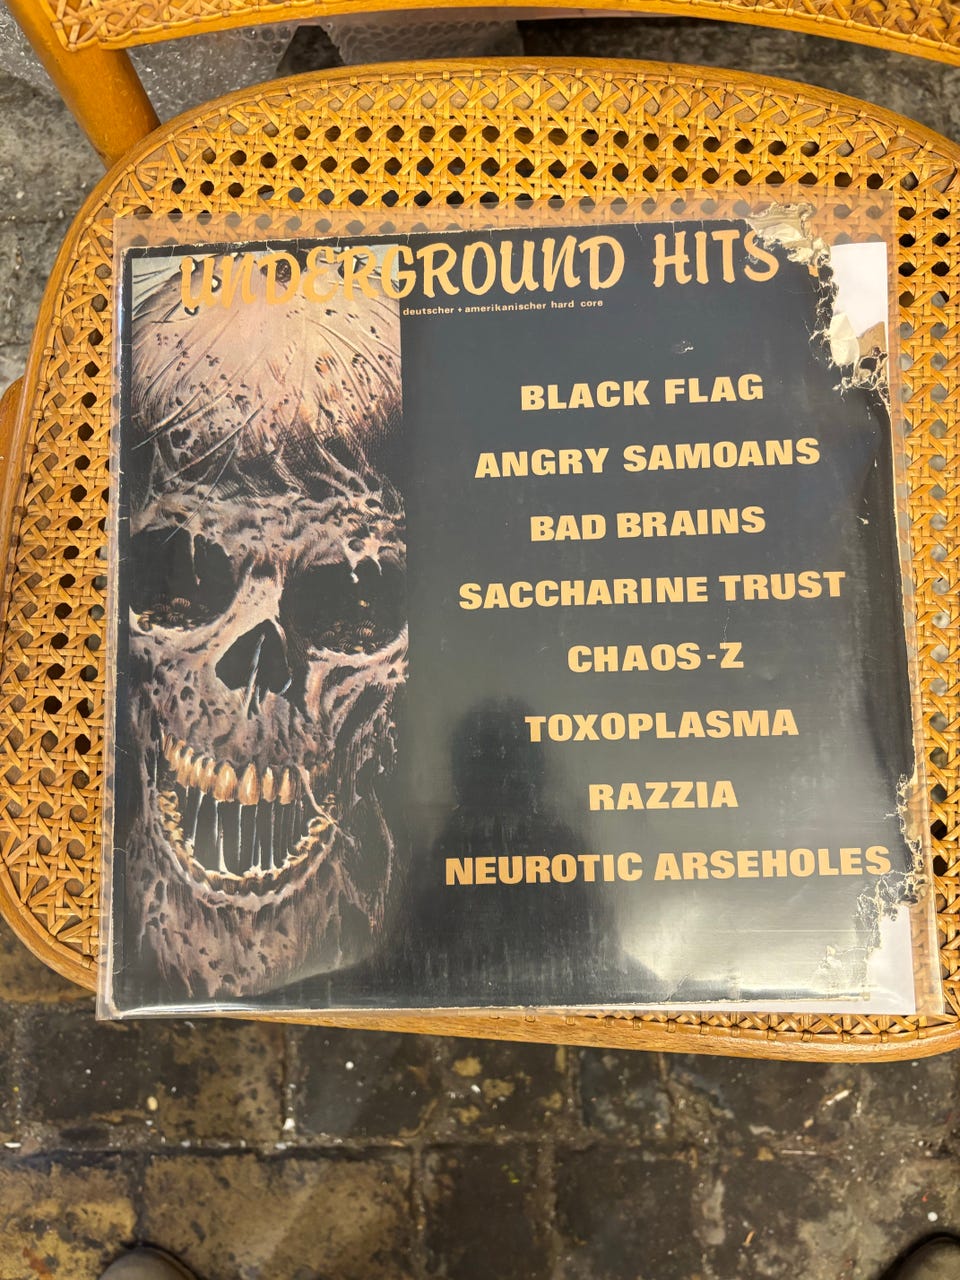 UNDERGROUND HITS
deutscher + amerikanischer hard core
BLACK FLAG
ANGRY SAMOANS
BAD BRAINS
SACCHARINE TRUST
CHAOS-Z
TOXOPLASMA
RAZZIA
NEUROTIC ARSEHOLES